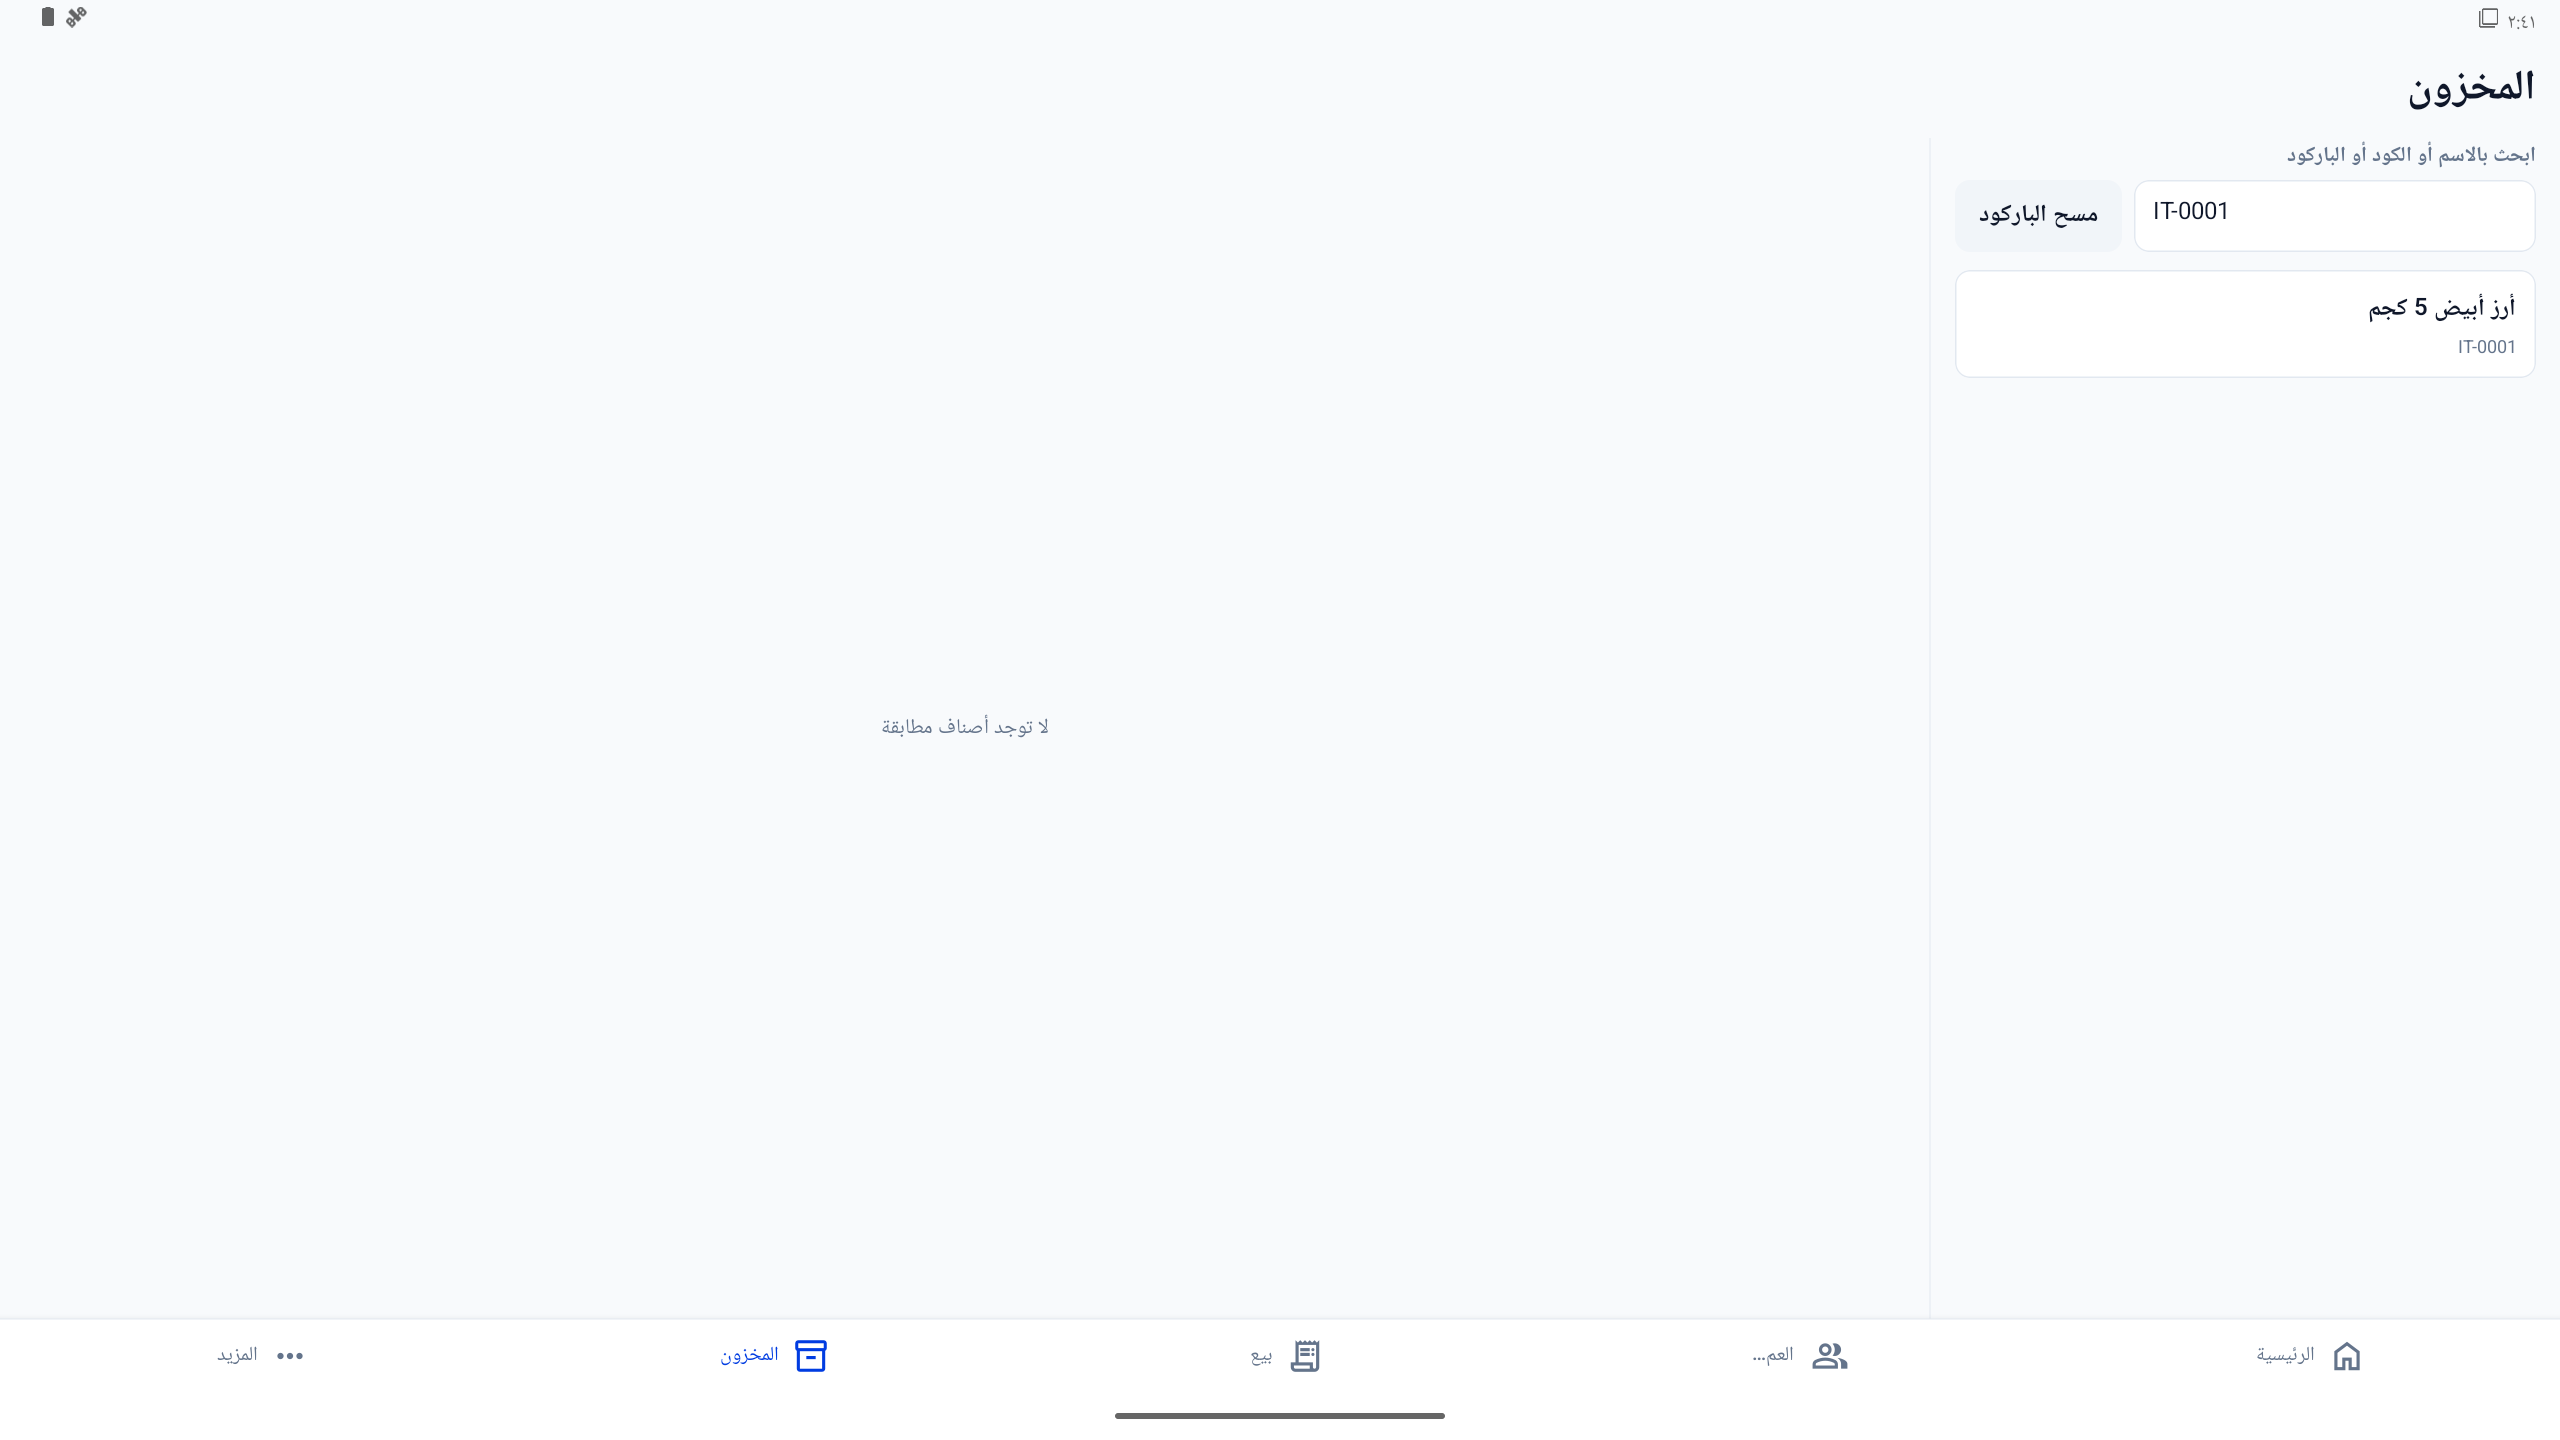 ٢:٤١
المخزون
ابحث بالاسم أو الكود أو الباركود
IT-0001
مسح الباركود
أرز أبيض 5 كجم
IT-0001
لا توجد أصناف مطابقة
الرئيسية
العم...
بيع
المخزون
المزيد